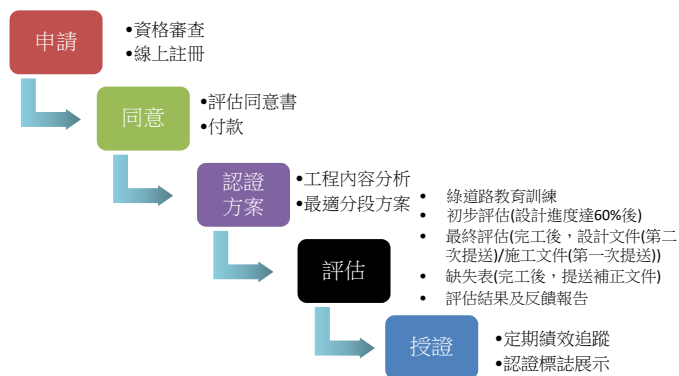 申請
•資格審查
•線上註冊
同意
•評估同意書
•付款
認證
方案
•工程內容分析
•最適分段方案
評估
• 綠道路教育訓練
• 初步評估(設計進度達60%後)
• 最終評估(完工後，設計文件(第二
次提送)/施工文件(第一次提送))
• 缺失表(完工後，提送補正文件)
• 評估結果及反饋報告
授證
•定期績效追蹤
•認證標誌展示